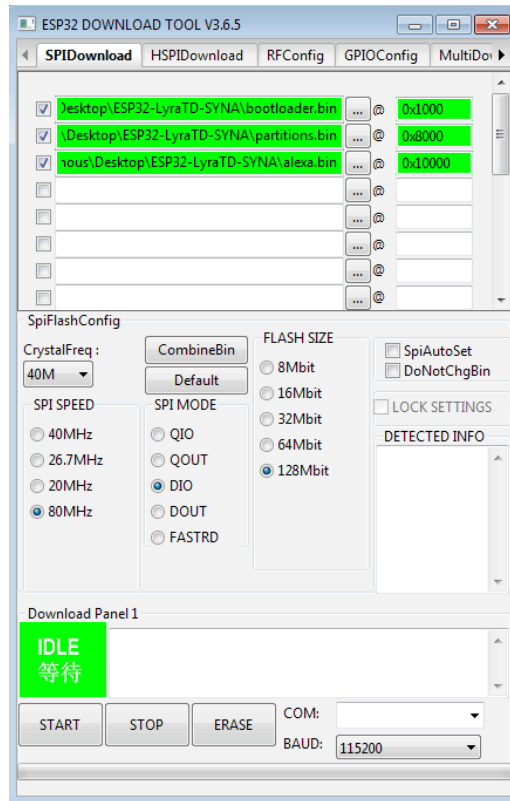 ESP32 DOWNLOAD TOOL V3.6.5
SPIDownload HSPIDownload RFConfig GPIOConfig MultiDo
Desktop\ESP32-LyraTD-SYNA\bootloader.bin ... @ 0x1000
\Desktop\ESP32-LyraTD-SYNA\partitions.bin ... @ 0x8000
nous\Desktop\ESP32-LyraTD-SYNA\alexa.bin ... @ 0x10000
... @
... @
... @
... @
... @
SpiFlashConfig
CrystalFreq :
40M
CombineBin
Default
SPI SPEED
40MHz
26.7MHz
20MHz
80MHz
SPI MODE
QIO
QOUT
DIO
DOUT
FASTRD
FLASH SIZE
8Mbit
16Mbit
32Mbit
64Mbit
128Mbit
SpiAutoSet
DoNotChgBin
LOCK SETTINGS
DETECTED INFO
Download Panel 1
IDLE
等待
START STOP ERASE
COM:
BAUD: 115200